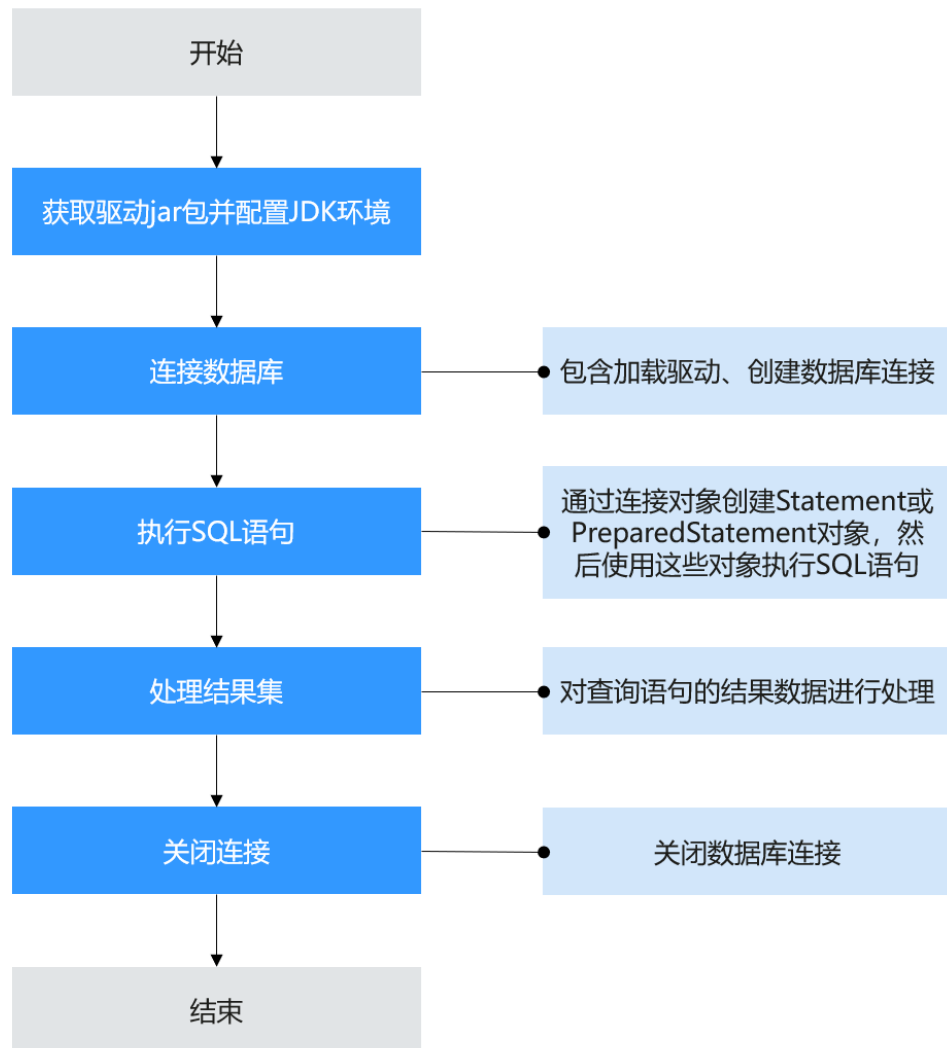 开始
获取驱动jar包并配置JDK环境
连接数据库
包含加载驱动、创建数据库连接
执行SQL语句
通过连接对象创建Statement或
PreparedStatement对象，然
后使用这些对象执行SQL语句
处理结果集
对查询语句的结果数据进行处理
关闭连接
关闭数据库连接
结束